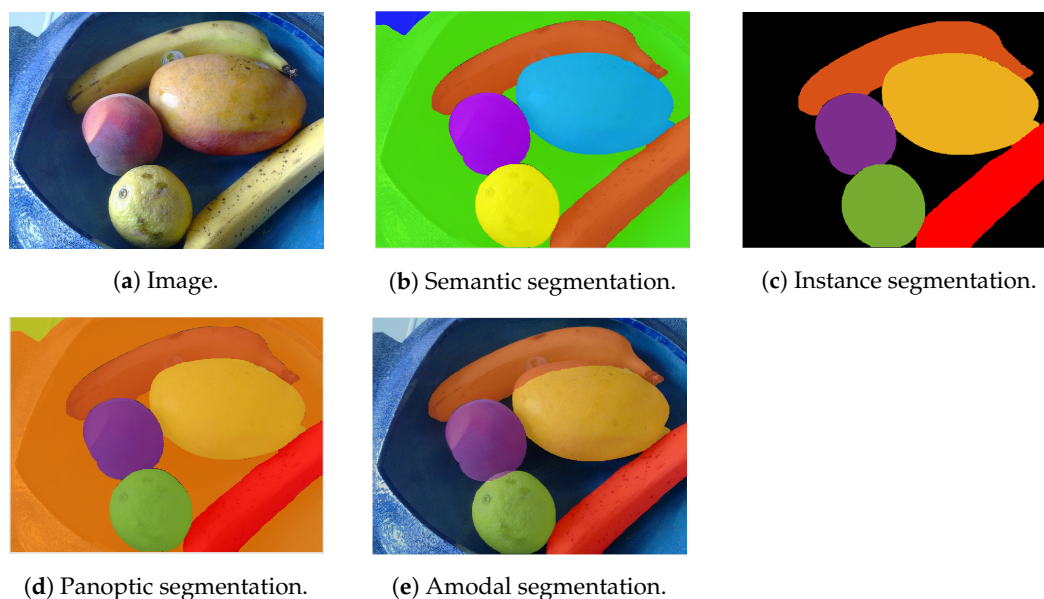 (a) Image.
(b) Semantic segmentation.
(c) Instance segmentation.
(d) Panoptic segmentation.
(e) Amodal segmentation.